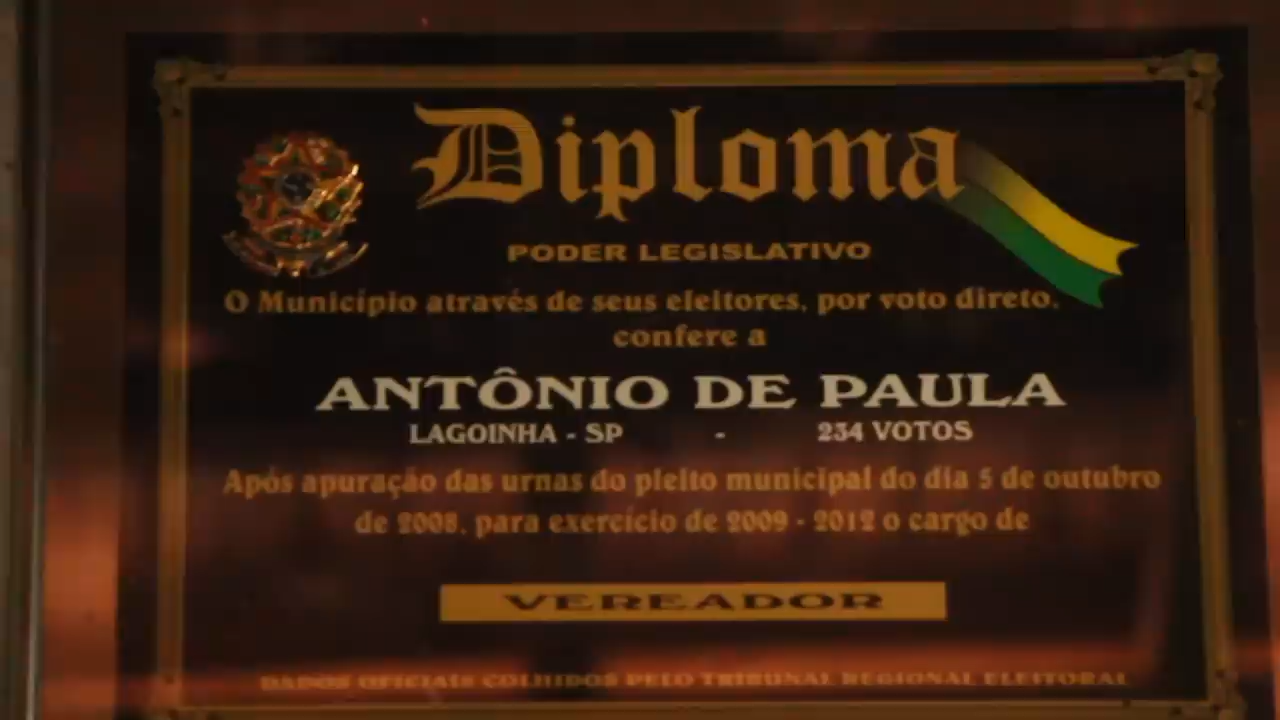 Diploma
PODER LEGISLATIVO
O Município através de seus eleitores, por voto direto,
confere a
ANTÔNIO DE PAULA
LAGOINHA - SP - 234 VOTOS
Após apuração das urnas do pleito municipal do dia 5 de outubro
de 2008, para exercício de 2009 - 2012 o cargo de
VEREADOR
DADOS OFICIAIS COLHIDOS PELO TRIBUNAL REGIONAL ELEITORAL